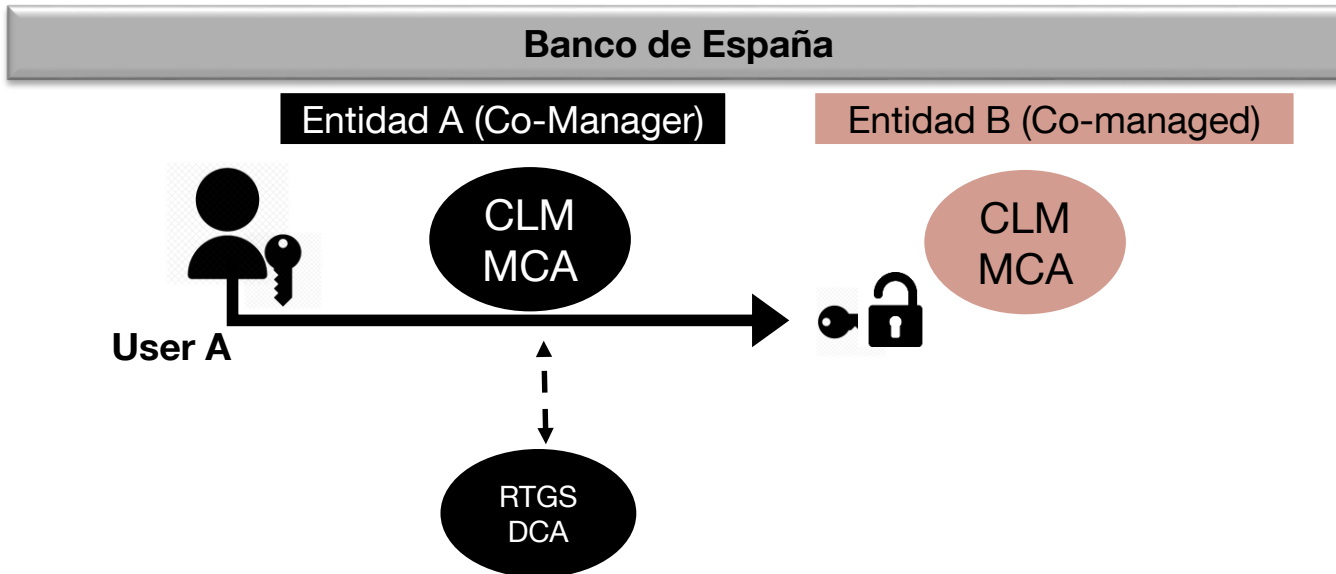 Banco de España
Entidad A (Co-Manager)
Entidad B (Co-managed)
CLM
MCA
CLM
MCA
User A
RTGS
DCA